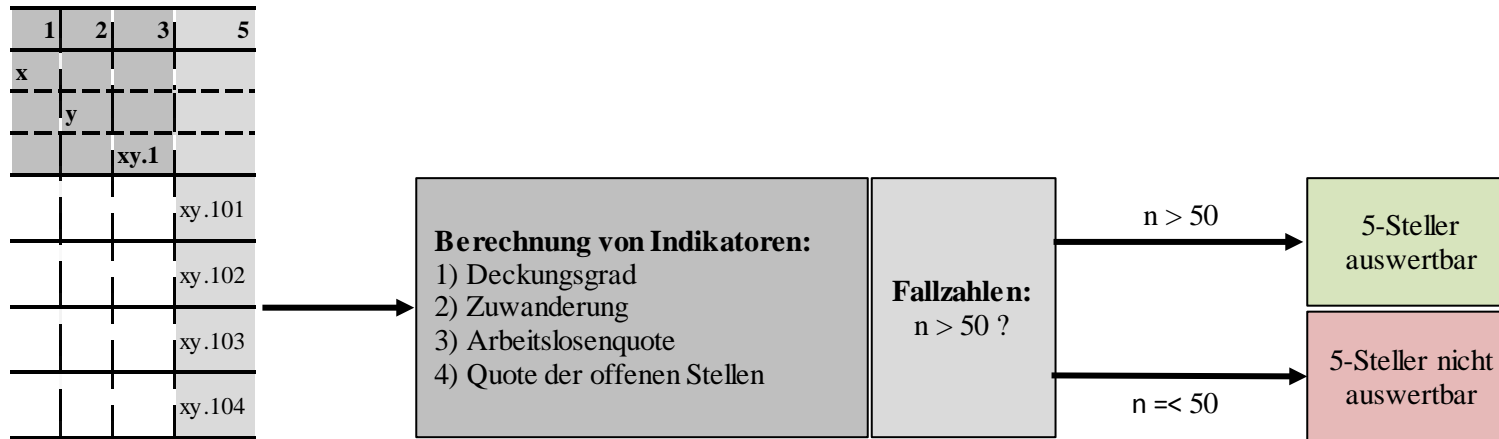 1 2 3 5
x
y
xy.1
xy.101
xy.102
xy.103
xy.104
Berechnung von Indikatoren:
1) Deckungsgrad
2) Zuwanderung
3) Arbeitslosenquote
4) Quote der offenen Stellen
Fallzahlen:
n > 50 ?
n > 50
n =< 50
5-Steller
auswertbar
5-Steller nicht
auswertbar